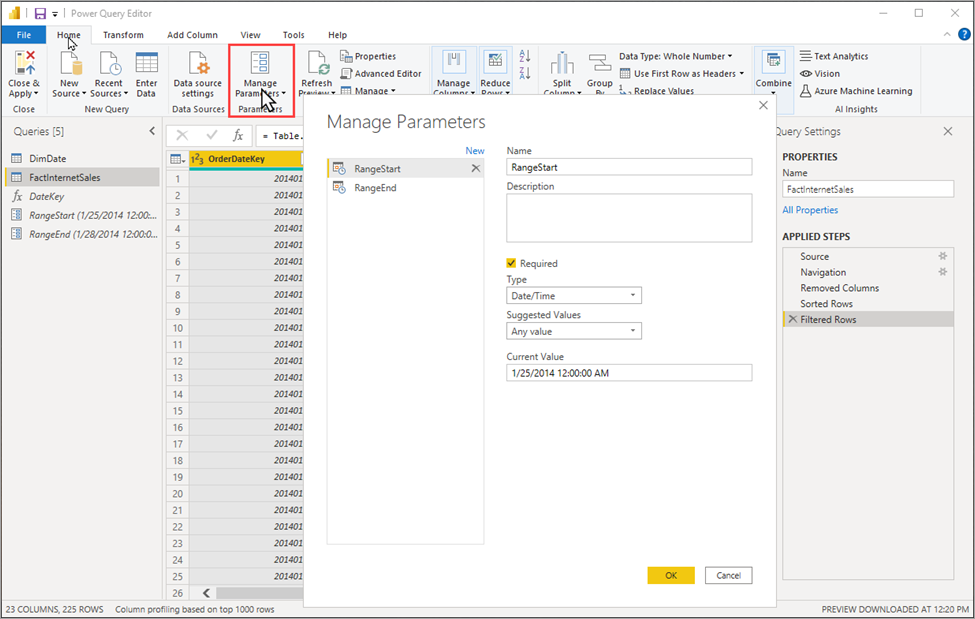 Power Query Editor
File Home Transform Add Column View Tools Help
Close & Apply
New Source
Recent Sources
Enter Data
Data source settings
Manage Parameters
Refresh Preview
Properties
Advanced Editor
Manage
Manage Columns
Reduce Rows
Split Column
Group By
Data Type: Whole Number
Use First Row as Headers
Replace Values
Combine
Text Analytics
Vision
Azure Machine Learning
Close
New Query
Data Sources
Parameters
AI Insights
Queries [5]
DimDate
FactInternetSales
DateKey
RangeStart (1/25/2014 12:00:...
RangeEnd (1/28/2014 12:00:0...
fx = Table.
123 OrderDateKey
1 201401
2 201401
3 201401
4 201401
5 201401
6 201401
7 201401
8 201401
9 201401
10 201401
11 201401
12 201401
13 201401
14 201401
15 201401
16 201401
17 201401
18 201401
19 201401
20 201401
21 201401
22 201401
23 201401
24 201401
25 201401
26
Manage Parameters
New
RangeStart
RangeEnd
Name
RangeStart
Description
Required
Type
Date/Time
Suggested Values
Any value
Current Value
1/25/2014 12:00:00 AM
OK Cancel
Query Settings
PROPERTIES
Name
FactInternetSales
All Properties
APPLIED STEPS
Source
Navigation
Removed Columns
Sorted Rows
Filtered Rows
23 COLUMNS, 225 ROWS Column profiling based on top 1000 rows
PREVIEW DOWNLOADED AT 12:20 PM